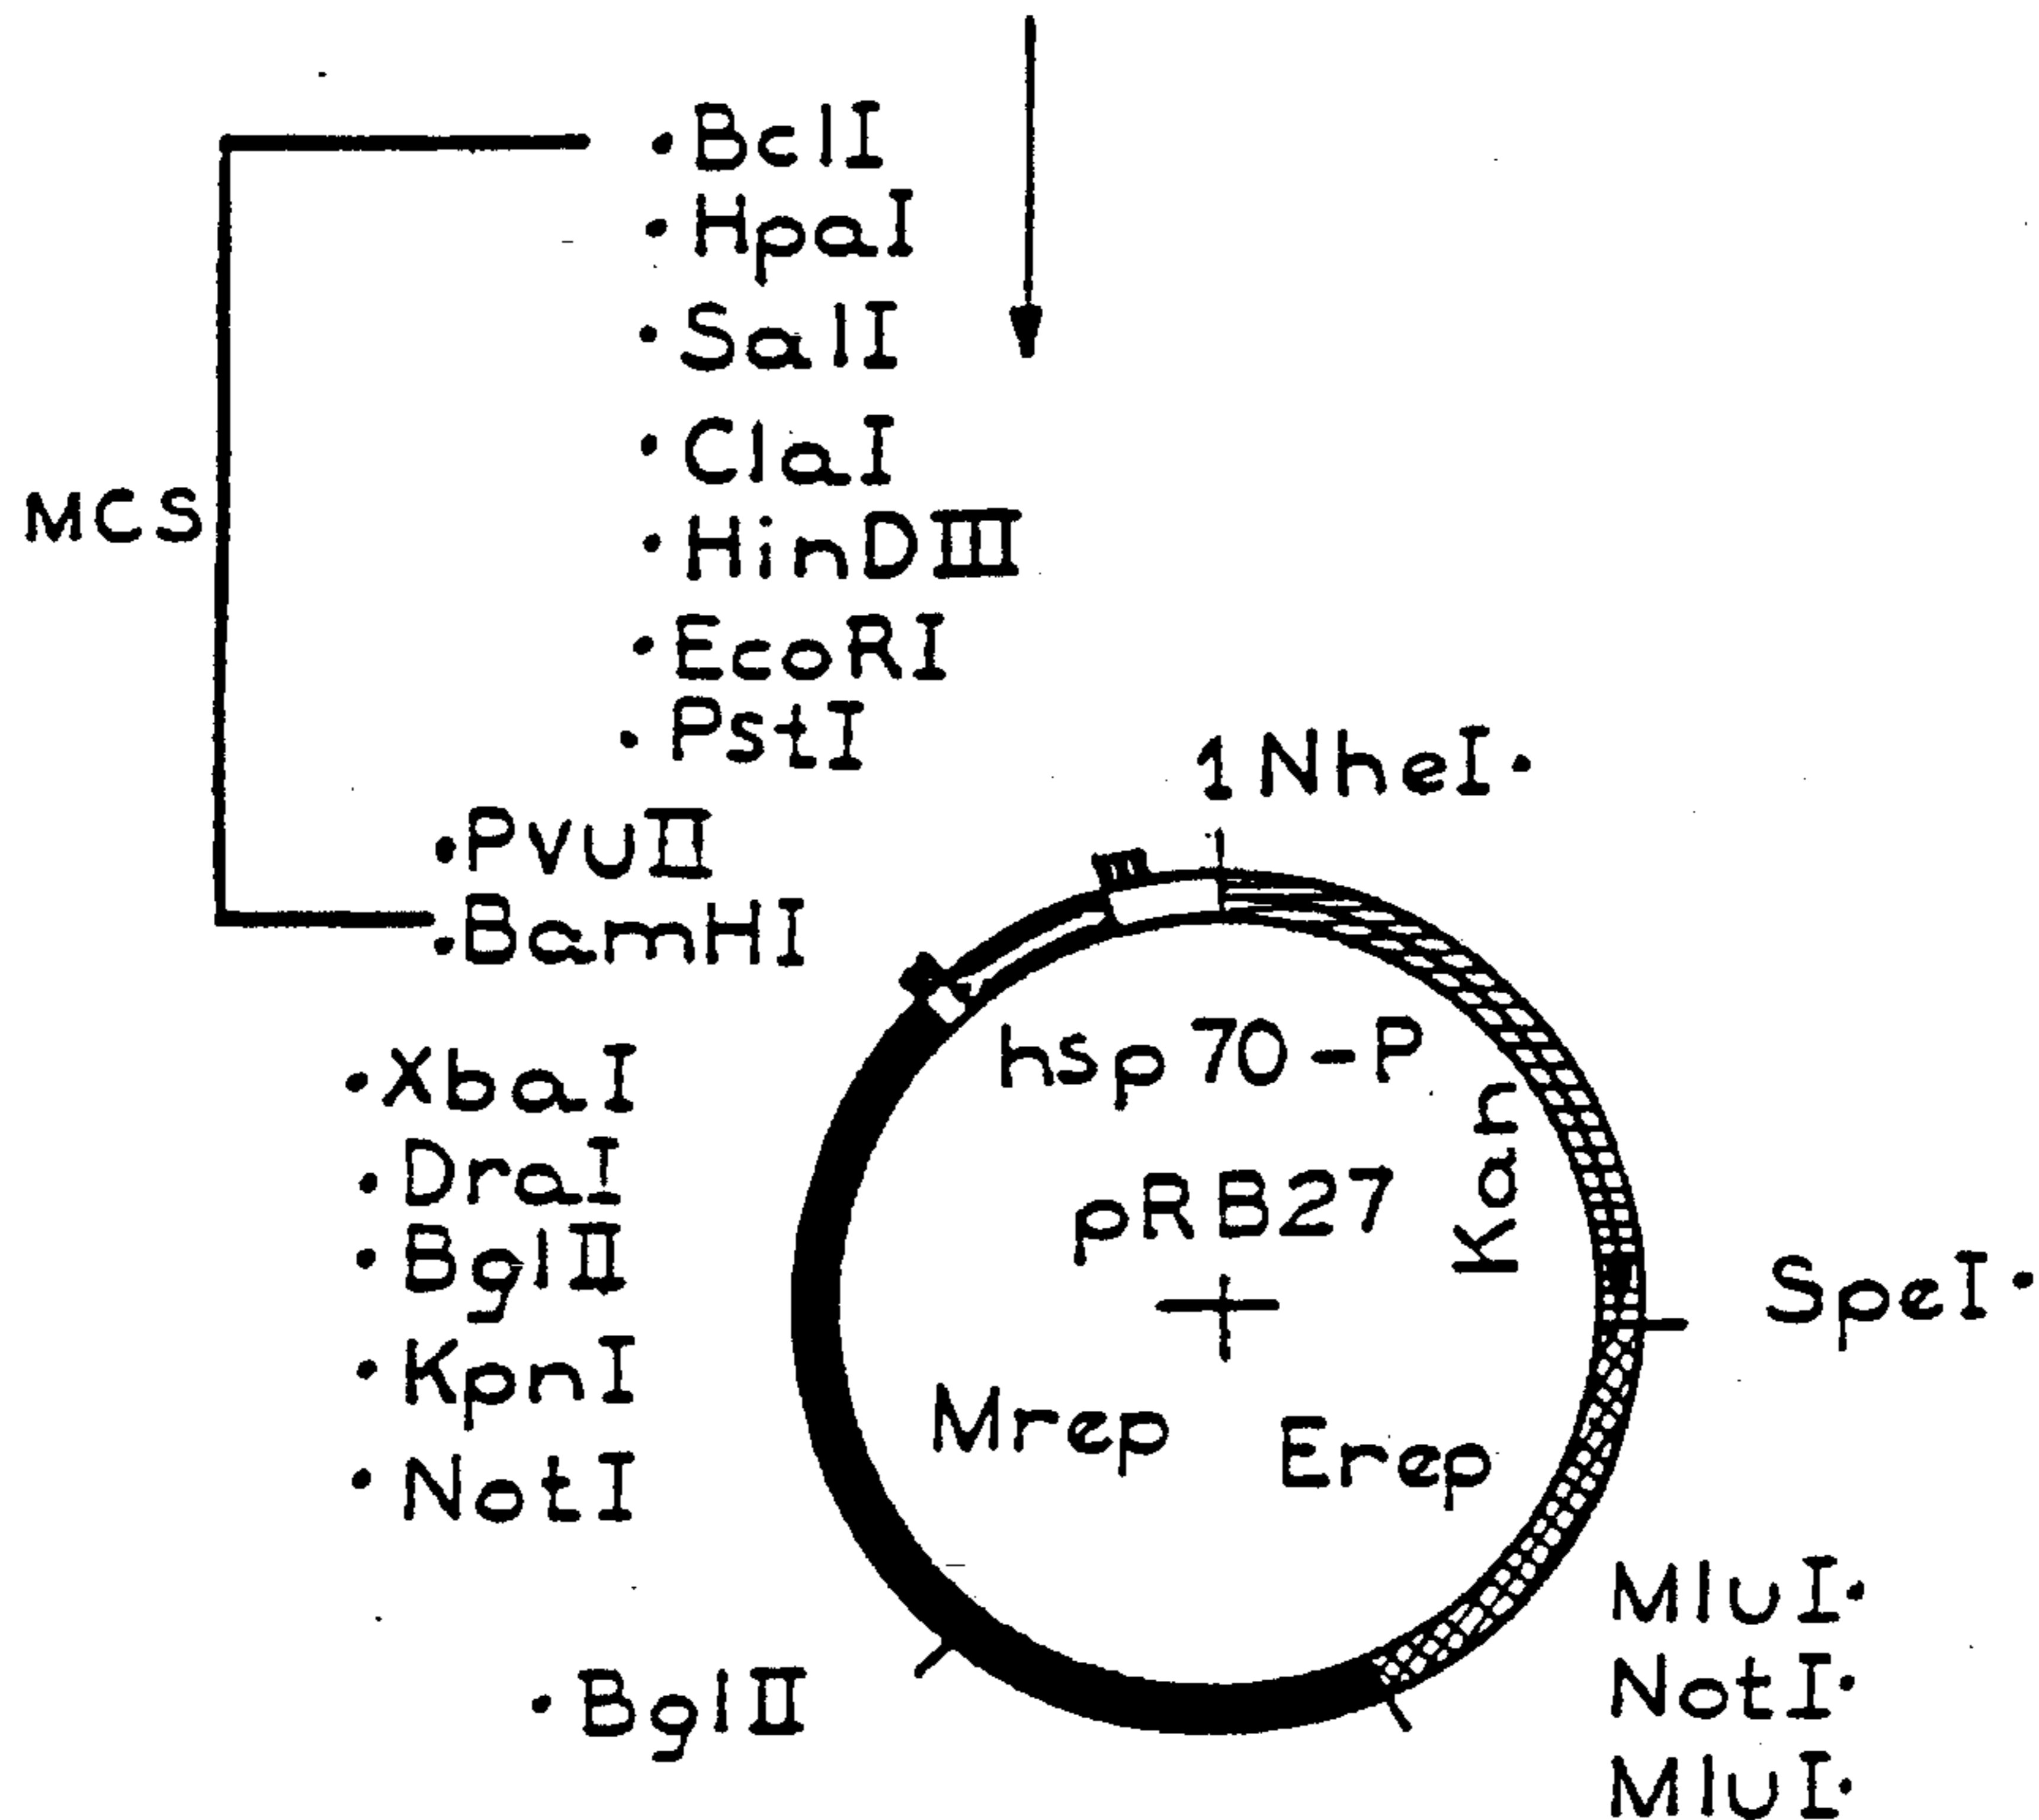 ·BclI
·HpaI
·SalI
·ClaI
MCS
·HinDIII
·EcoRI
·PstI
1 NheI·
·PvuII
·BamHI
hsp70-P
·XbaI
Kan
·DraI
pRB27
·BglII
SpeI·
·KpnI
Mrep
Erep
·NotI
MluI·
NotI·
·BglII
MluI·